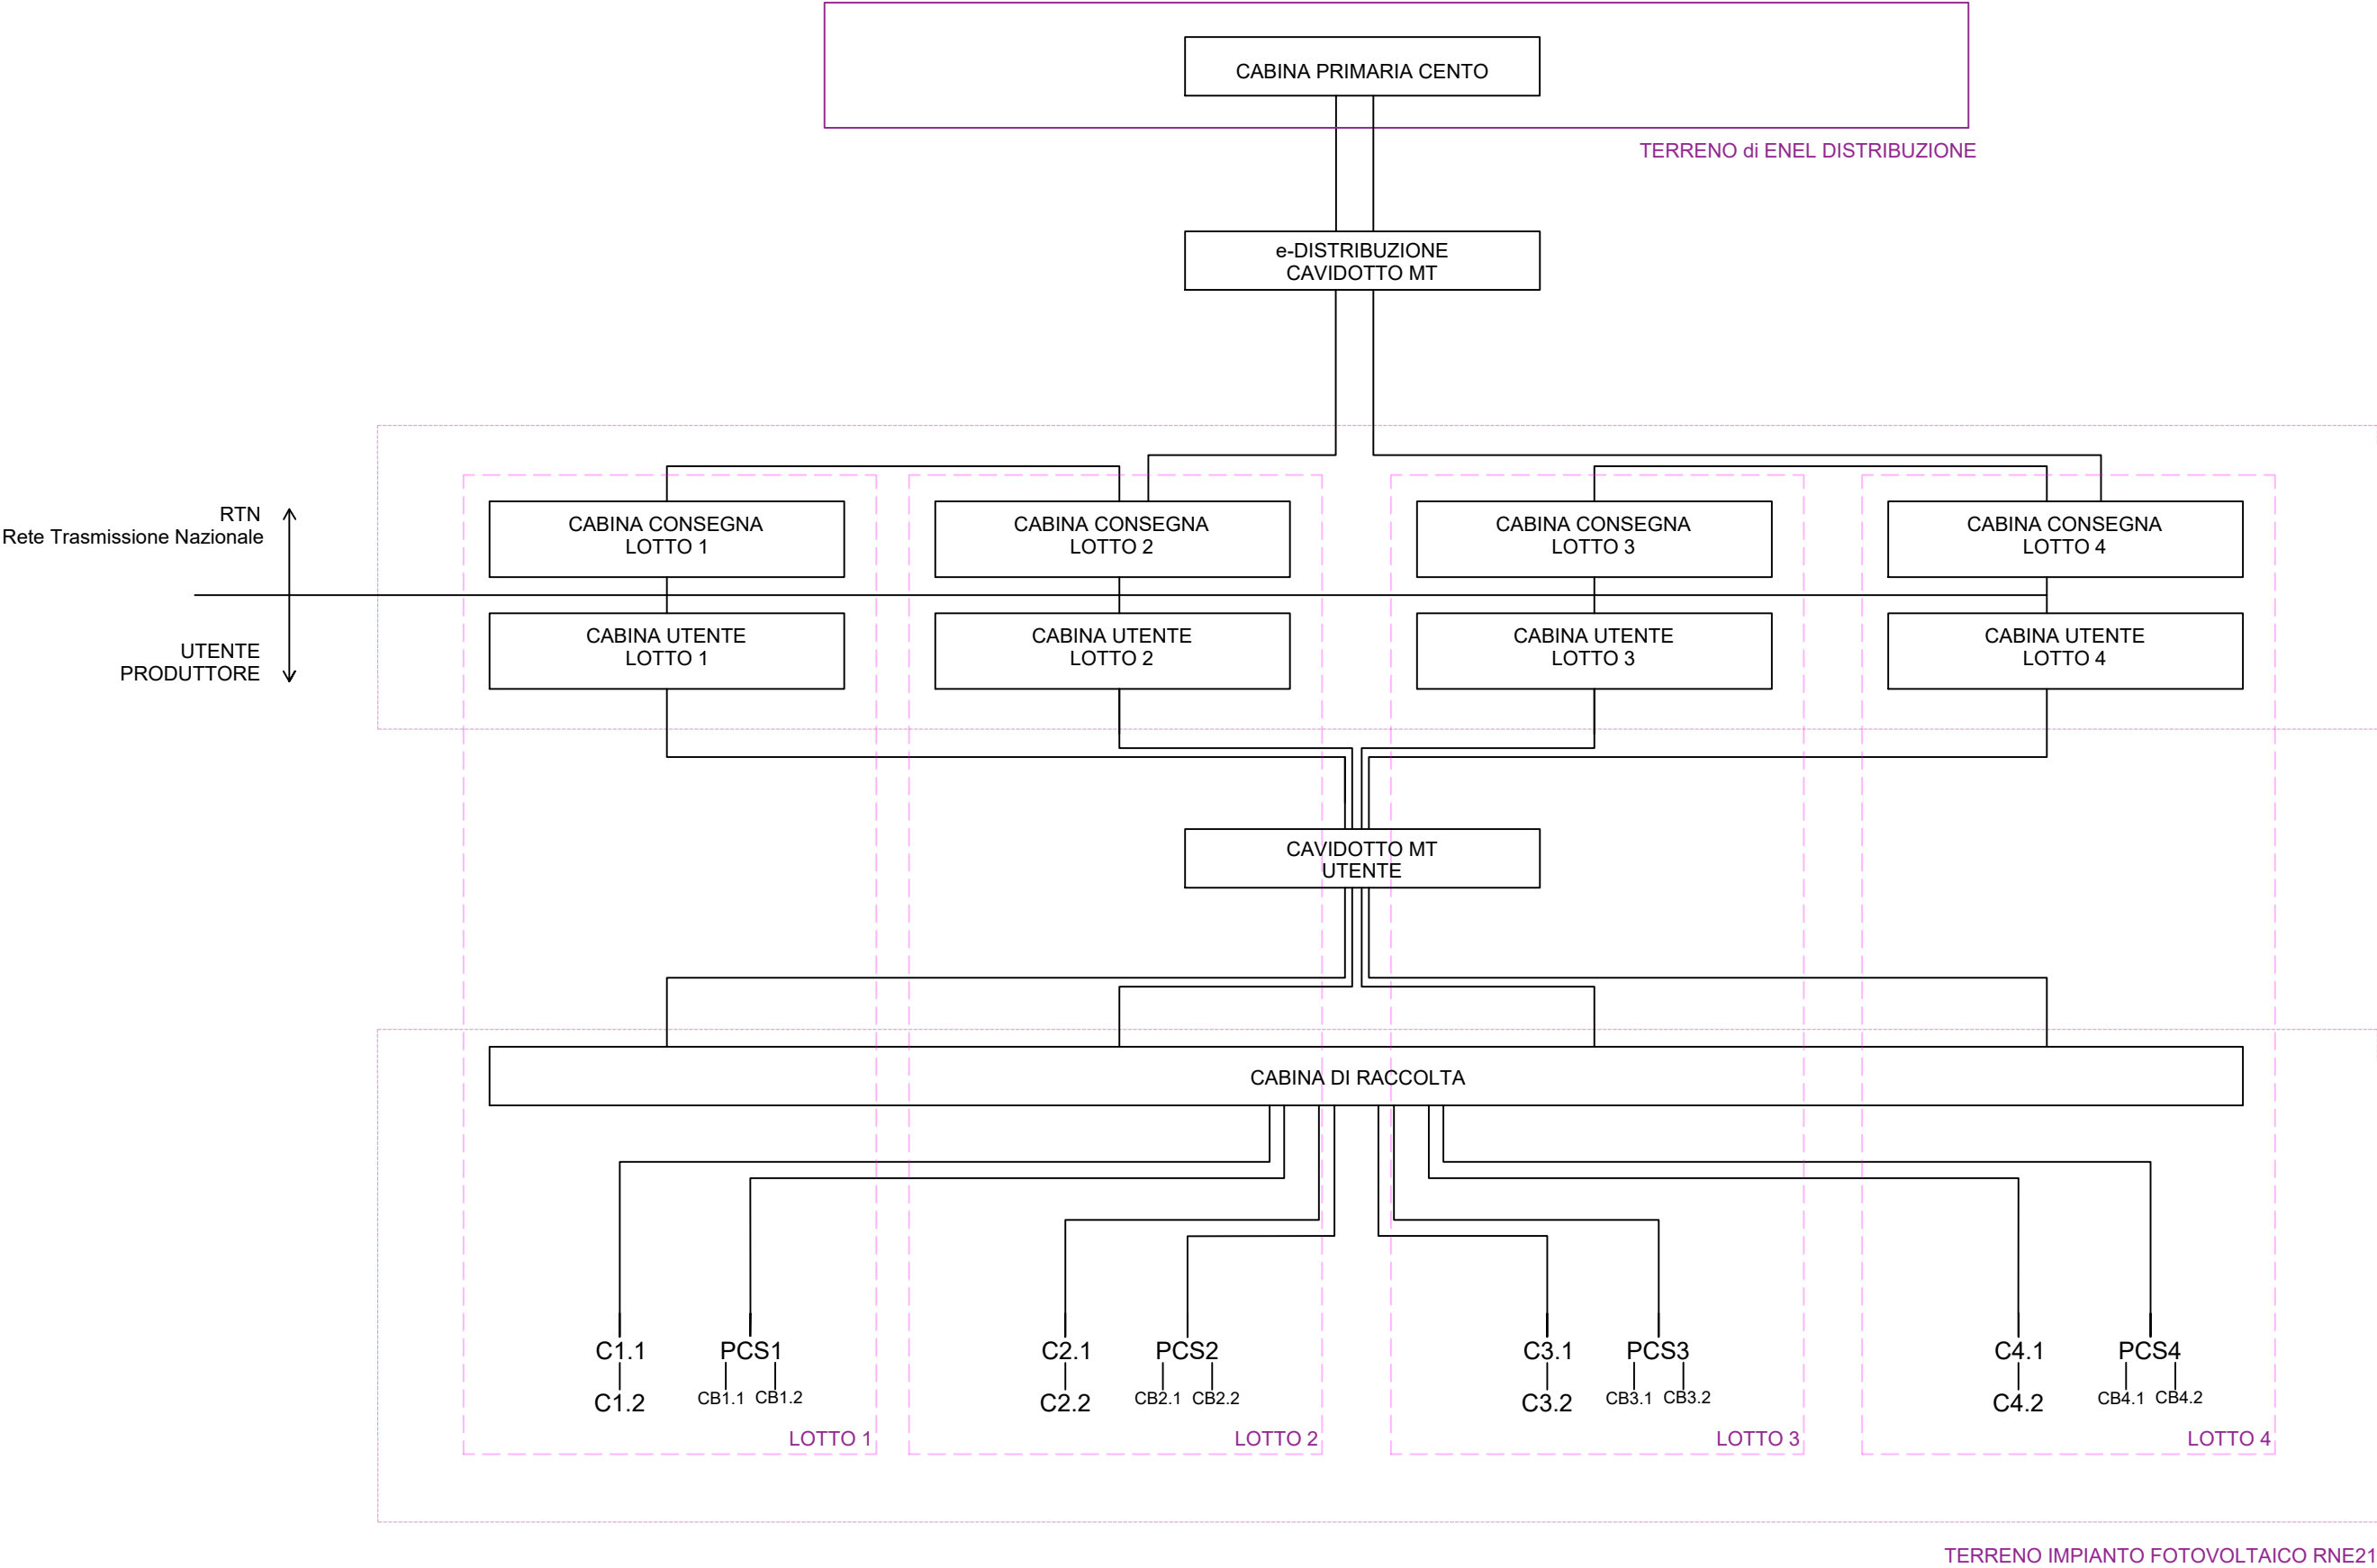 CABINA PRIMARIA CENTO
TERRENO di ENEL DISTRIBUZIONE
e-DISTRIBUZIONE
CAVIDOTTO MT
RTN
Rete Trasmissione Nazionale
UTENTE
PRODUTTORE
CABINA CONSEGNA
LOTTO 1
CABINA CONSEGNA
LOTTO 2
CABINA CONSEGNA
LOTTO 3
CABINA CONSEGNA
LOTTO 4
CABINA UTENTE
LOTTO 1
CABINA UTENTE
LOTTO 2
CABINA UTENTE
LOTTO 3
CABINA UTENTE
LOTTO 4
CAVIDOTTO MT
UTENTE
CABINA DI RACCOLTA
C1.1
PCS1
C1.2
CB1.1
CB1.2
LOTTO 1
C2.1
PCS2
C2.2
CB2.1
CB2.2
LOTTO 2
C3.1
PCS3
C3.2
CB3.1
CB3.2
LOTTO 3
C4.1
PCS4
C4.2
CB4.1
CB4.2
LOTTO 4
TERRENO IMPIANTO FOTOVOLTAICO RNE21